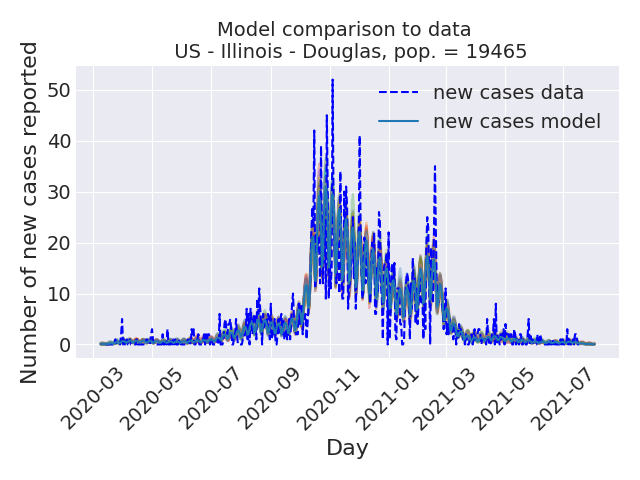 Model comparison to data
US - Illinois - Douglas, pop. = 19465
Number of new cases reported
50
40
30
20
10
0
new cases data
new cases model
2020-03
2020-05
2020-07
2020-09
2020-11
2021-01
2021-03
2021-05
2021-07
Day